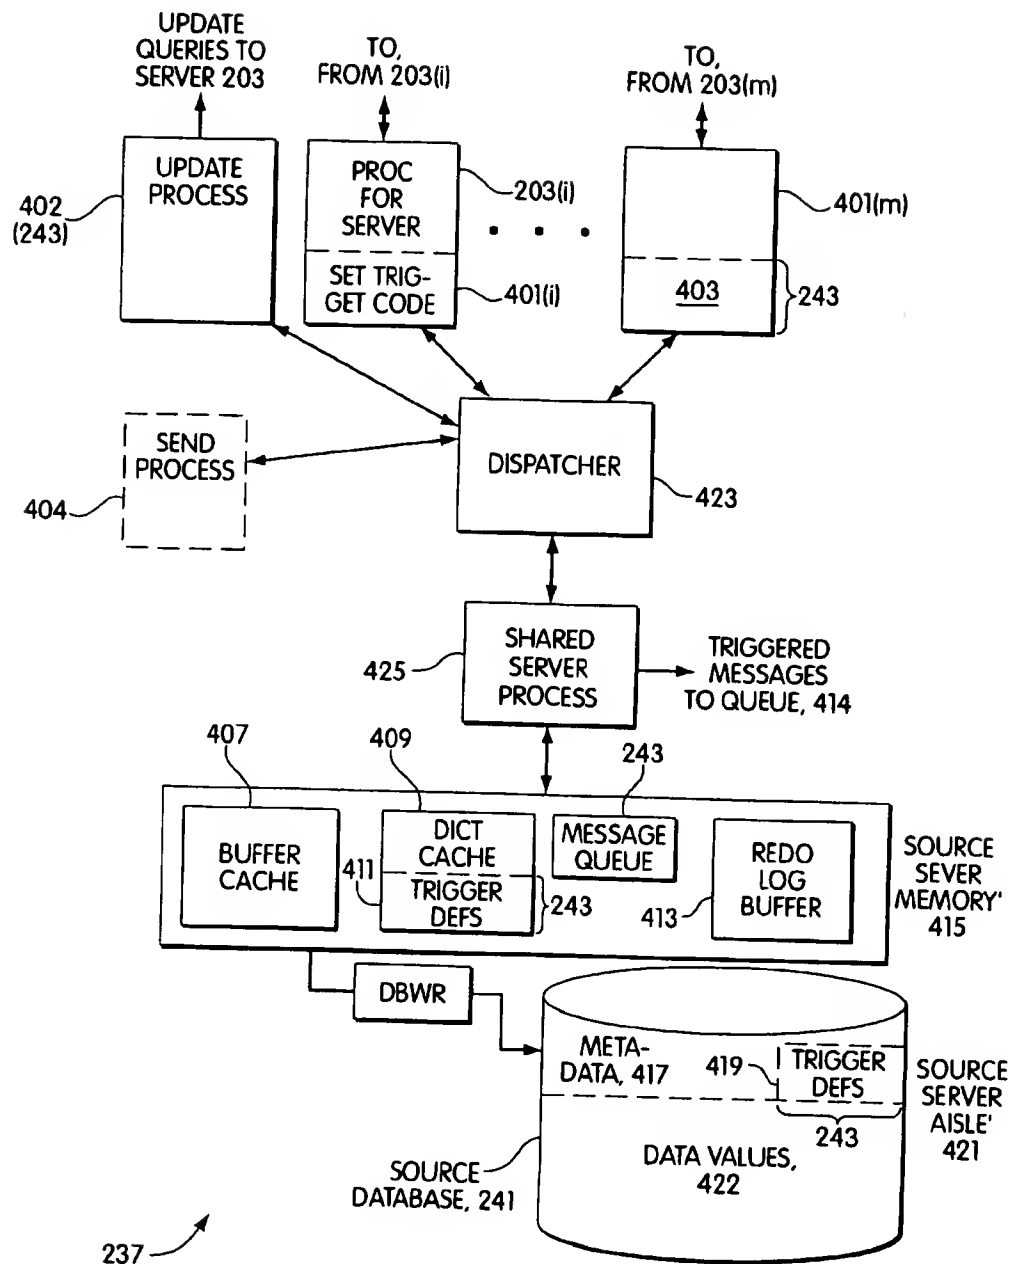 UPDATE
QUERIES TO
SERVER 203
TO,
FROM 203(i)
TO,
FROM 203(m)
UPDATE
PROCESS
402
(243)
PROC
FOR
SERVER
203(i)
SET TRIG-
GET CODE
401(i)
401(m)
403
243
SEND
PROCESS
404
DISPATCHER
423
SHARED
SERVER
PROCESS
425
TRIGGERED
MESSAGES
TO QUEUE, 414
407
409
243
BUFFER
CACHE
DICT
CACHE
411
TRIGGER
DEFS
243
MESSAGE
QUEUE
413
REDO
LOG
BUFFER
SOURCE
SEVER
MEMORY'
415
DBWR
META-
DATA, 417
419
TRIGGER
DEFS
243
SOURCE
SERVER
AISLE'
421
DATA VALUES,
422
SOURCE
DATABASE, 241
237